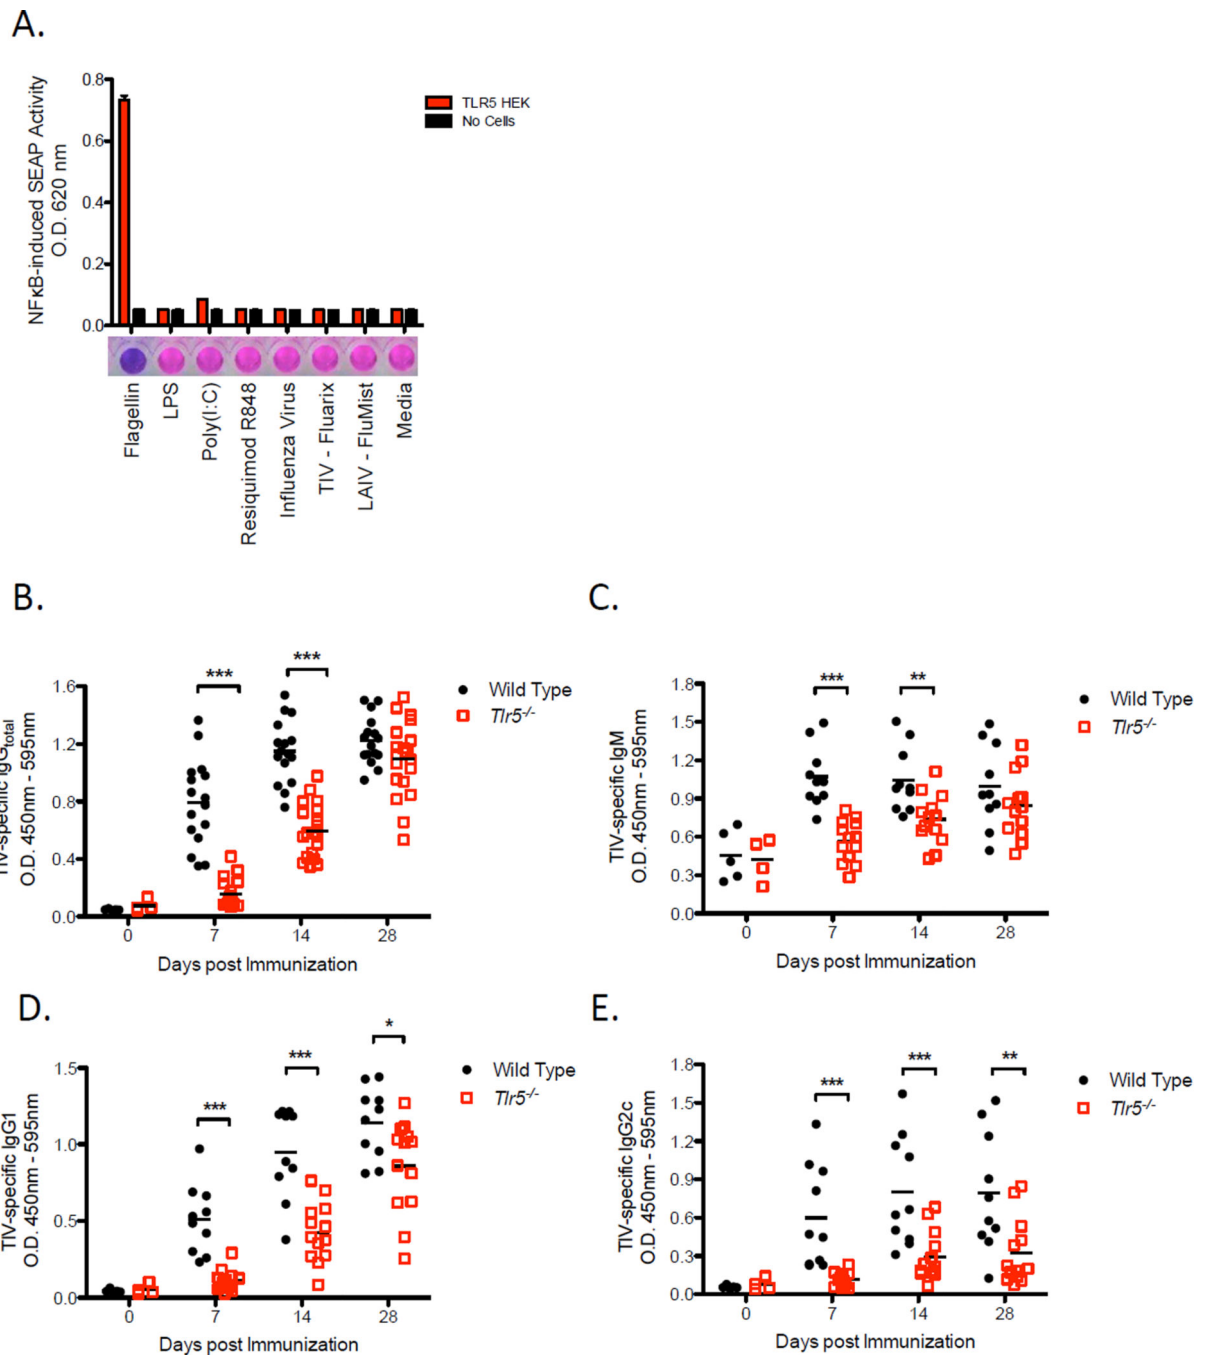 A.
NFκB-induced SEAP Activity
O.D. 620 nm
0.8
0.6
0.4
0.2
0.0
TLR5 HEK
No Cells
Flagellin
LPS
Poly(I:C)
Resiquimod R848
Influenza Virus
TIV - Fluarix
LAIV - FluMist
Media
B.
TIV-specific IgGtotal
O.D. 450nm - 595nm
1.6
1.2
0.8
0.4
0.0
***
***
Wild Type
Tlr5-/-
0 7 14 28
Days post Immunization
C.
TIV-specific IgM
O.D. 450nm - 595nm
1.8
1.5
1.2
0.9
0.6
0.3
0.0
***
**
Wild Type
Tlr5-/-
0 7 14 28
Days post Immunization
D.
TIV-specific IgG1
O.D. 450nm - 595nm
1.5
1.0
0.5
0.0
***
***
*
Wild Type
Tlr5-/-
0 7 14 28
Days post Immunization
E.
TIV-specific IgG2c
O.D. 450nm - 595nm
1.8
1.5
1.2
0.9
0.6
0.3
0.0
***
***
**
Wild Type
Tlr5-/-
0 7 14 28
Days post Immunization